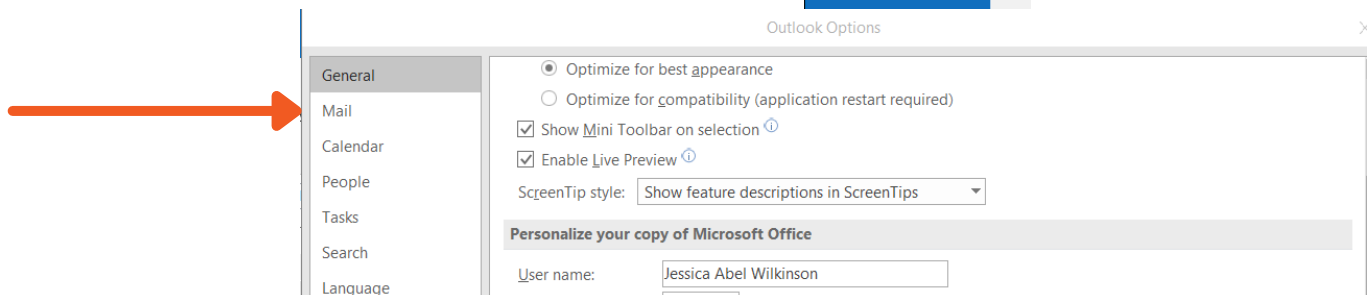 Outlook Options
General
Mail
Calendar
People
Tasks
Search
Language
Optimize for best appearance
Optimize for compatibility (application restart required)
Show Mini Toolbar on selection
Enable Live Preview
ScreenTip style: Show feature descriptions in ScreenTips
Personalize your copy of Microsoft Office
User name: Jessica Abel Wilkinson